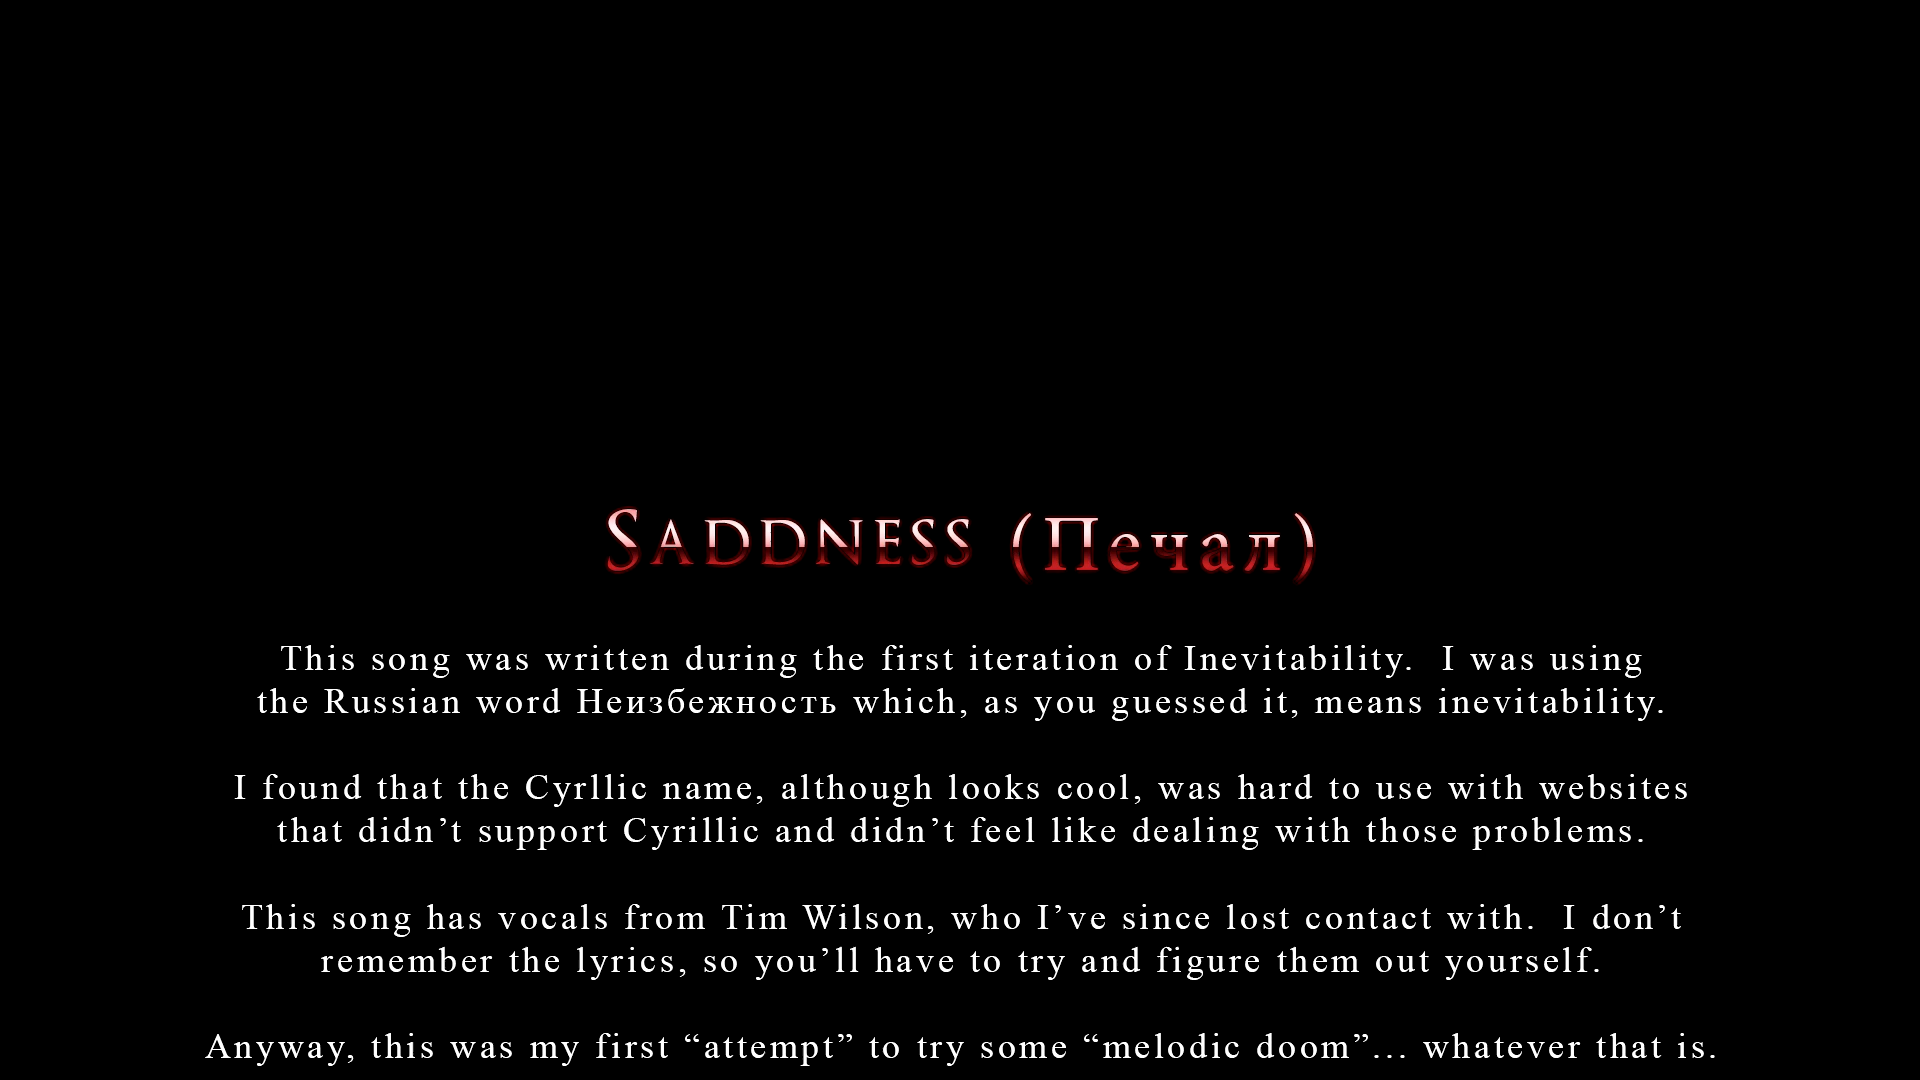 Saddness (Печал)
This song was written during the first iteration of Inevitability.  I was using
the Russian word Неизбежность which, as you guessed it, means inevitability.
I found that the Cyrllic name, although looks cool, was hard to use with websites
that didn’t support Cyrillic and didn’t feel like dealing with those problems.
This song has vocals from Tim Wilson, who I’ve since lost contact with.  I don’t
remember the lyrics, so you’ll have to try and figure them out yourself.
Anyway, this was my first “attempt” to try some “melodic doom”... whatever that is.